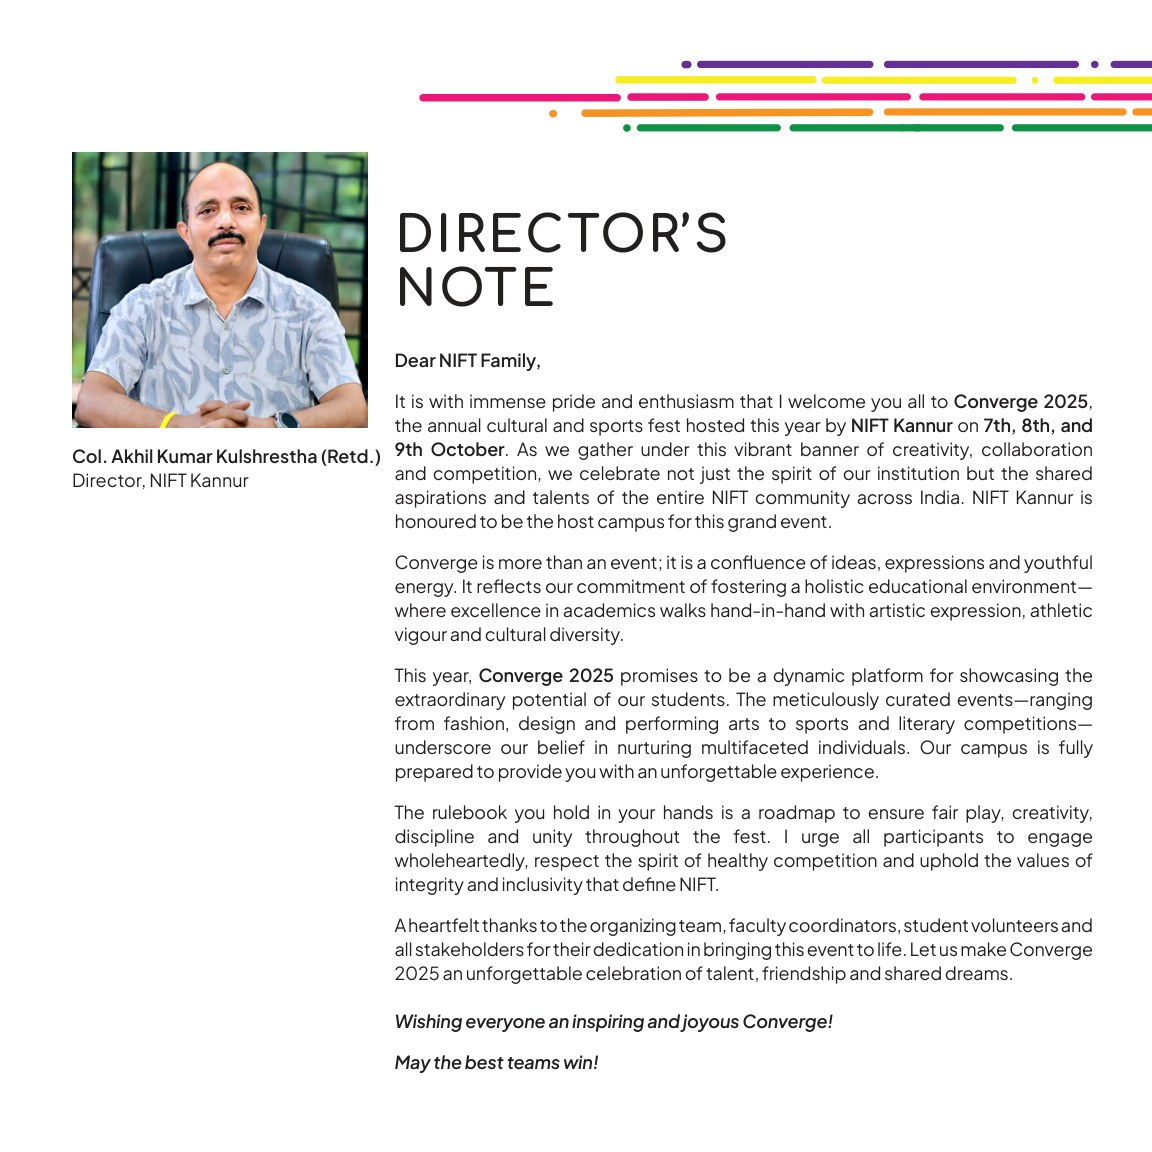 DIRECTOR’S
NOTE
Col. Akhil Kumar Kulshrestha (Retd.)
Director, NIFT Kannur
Dear NIFT Family,
It is with immense pride and enthusiasm that I welcome you all to Converge 2025,
the annual cultural and sports fest hosted this year by NIFT Kannur on 7th, 8th, and
9th October. As we gather under this vibrant banner of creativity, collaboration
and competition, we celebrate not just the spirit of our institution but the shared
aspirations and talents of the entire NIFT community across India. NIFT Kannur is
honoured to be the host campus for this grand event.
Converge is more than an event; it is a confluence of ideas, expressions and youthful
energy. It reflects our commitment of fostering a holistic educational environment—
where excellence in academics walks hand-in-hand with artistic expression, athletic
vigour and cultural diversity.
This year, Converge 2025 promises to be a dynamic platform for showcasing the
extraordinary potential of our students. The meticulously curated events—ranging
from fashion, design and performing arts to sports and literary competitions—
underscore our belief in nurturing multifaceted individuals. Our campus is fully
prepared to provide you with an unforgettable experience.
The rulebook you hold in your hands is a roadmap to ensure fair play, creativity,
discipline and unity throughout the fest. I urge all participants to engage
wholeheartedly, respect the spirit of healthy competition and uphold the values of
integrity and inclusivity that define NIFT.
A heartfelt thanks to the organizing team, faculty coordinators, student volunteers and
all stakeholders for their dedication in bringing this event to life. Let us make Converge
2025 an unforgettable celebration of talent, friendship and shared dreams.
Wishing everyone an inspiring and joyous Converge!
May the best teams win!